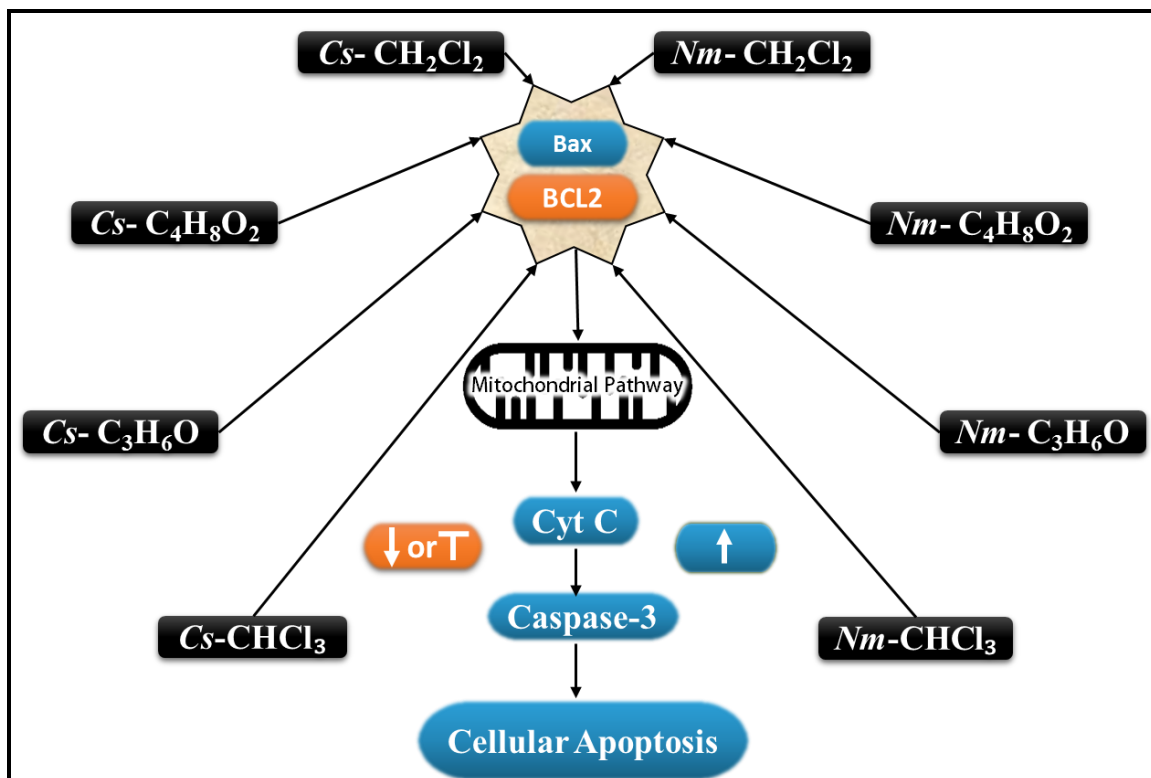 Cs- CH₂Cl₂
Nm- CH₂Cl₂
Bax
BCL2
Cs- C₄H₈O₂
Nm- C₄H₈O₂
Mitochondrial Pathway
Cs- C₃H₆O
Nm- C₃H₆O
Cyt C
↓ or ⊤
↑
Caspase-3
Cs-CHCl₃
Nm-CHCl₃
Cellular Apoptosis